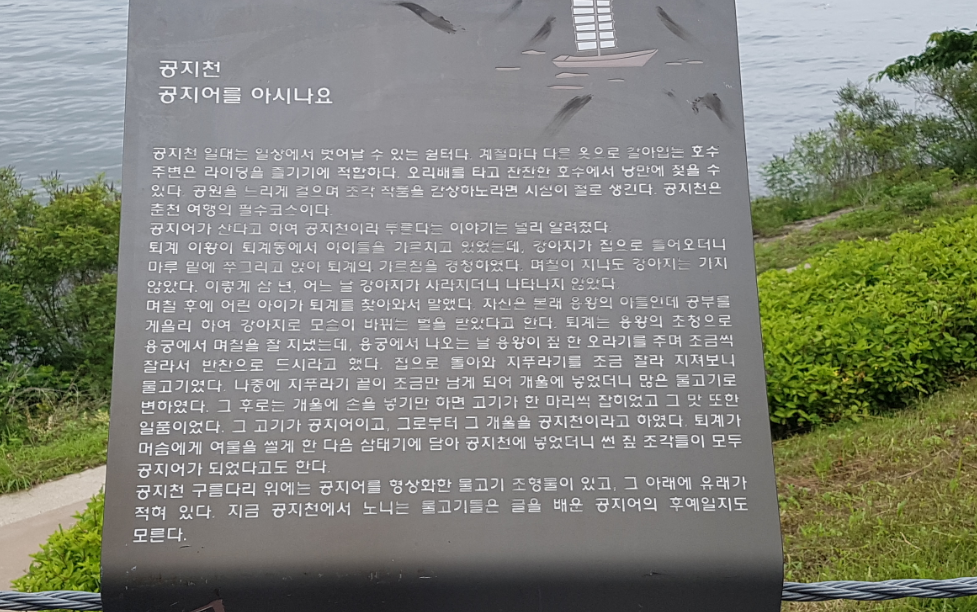 공지천
공지어를 아시나요
공지천 일대는 일상에서 벗어날 수 있는 쉼터다. 계절마다 다른 옷으로 갈아입는 호수
주변은 라이딩을 즐기기에 적합하다. 오리배를 타고 잔잔한 호수에서 낭만에 젖을 수
있다. 공원을 느리게 걸으며 조각 작품을 감상하노라면 시심이 절로 생긴다. 공지천은
춘천 여행의 필수코스이다.
공지어가 산다고 하여 공지천이라 부른다는 이야기는 널리 알려졌다.
퇴계 이황이 퇴계동에서 아이들을 가르치고 있었는데, 강아지가 집으로 들어오더니
마루 밑에 쭈그리고 앉아 퇴계의 가르침을 경청하였다. 며칠이 지나도 강아지는 가지
않았다. 이렇게 삼 년, 어느 날 강아지가 사라지더니 나타나지 않았다
며칠 후에 어린 아이가 퇴계를 찾아와서 말했다. 자신은 본래 용왕의 아들인데 공부를
게을리 하여 강아지로 모습이 바뀌는 벌을 받았다고 한다. 퇴계는 용왕의 초청으로
용궁에서 며칠을 잘 지냈는데, 용궁에서 나오는 날 용왕이 짚 한 오라기를 주며 조금씩
잘라서 반찬으로 드시라고 했다. 집으로 돌아와 지푸라기를 조금 잘라 지져보니
물고기였다. 나중에 지푸라기 끝이 조금만 남게 되어 개울에 넣었더니 많은 물고기로
변하였다. 그 후로는 개울에 손을 넣기만 하면 고기가 한 마리씩 잡히었고 그 맛 또한
일품이었다. 그 고기가 공지어이고, 그로부터 그 개울을 공지천이라고 하였다. 퇴계가
머슴에게 여물을 썰게 한 다음 삼태기에 담아 공지천에 넣었더니 썬 짚 조각들이 모두
공지어가 되었다고도 한다.
공지천 구름다리 위에는 공지어를 형상화한 물고기 조형물이 있고, 그 아래에 유래가
적혀 있다. 지금 공지천에서 노니는 물고기들은 글을 배운 공지어의 후예일지도
모른다.